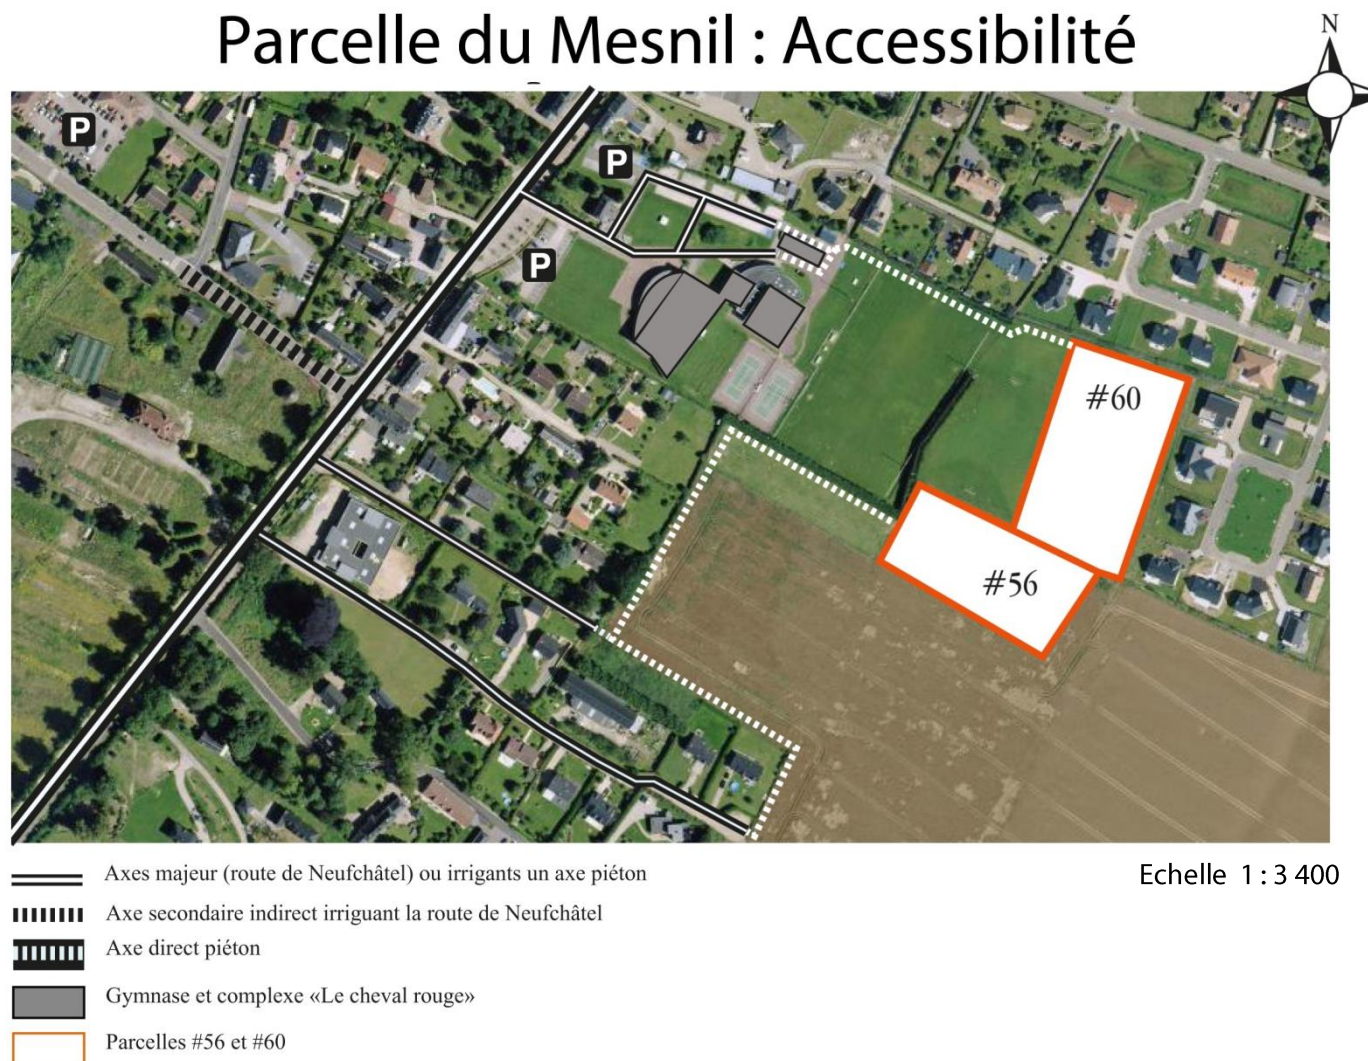 Parcelle du Mesnil : Accessibilité
N
P
P
P
#60
#56
Axes majeur (route de Neufchâtel) ou irrigants un axe piéton
Echelle 1 : 3 400
Axe secondaire indirect irriguant la route de Neufchâtel
Axe direct piéton
Gymnase et complexe «Le cheval rouge»
Parcelles #56 et #60